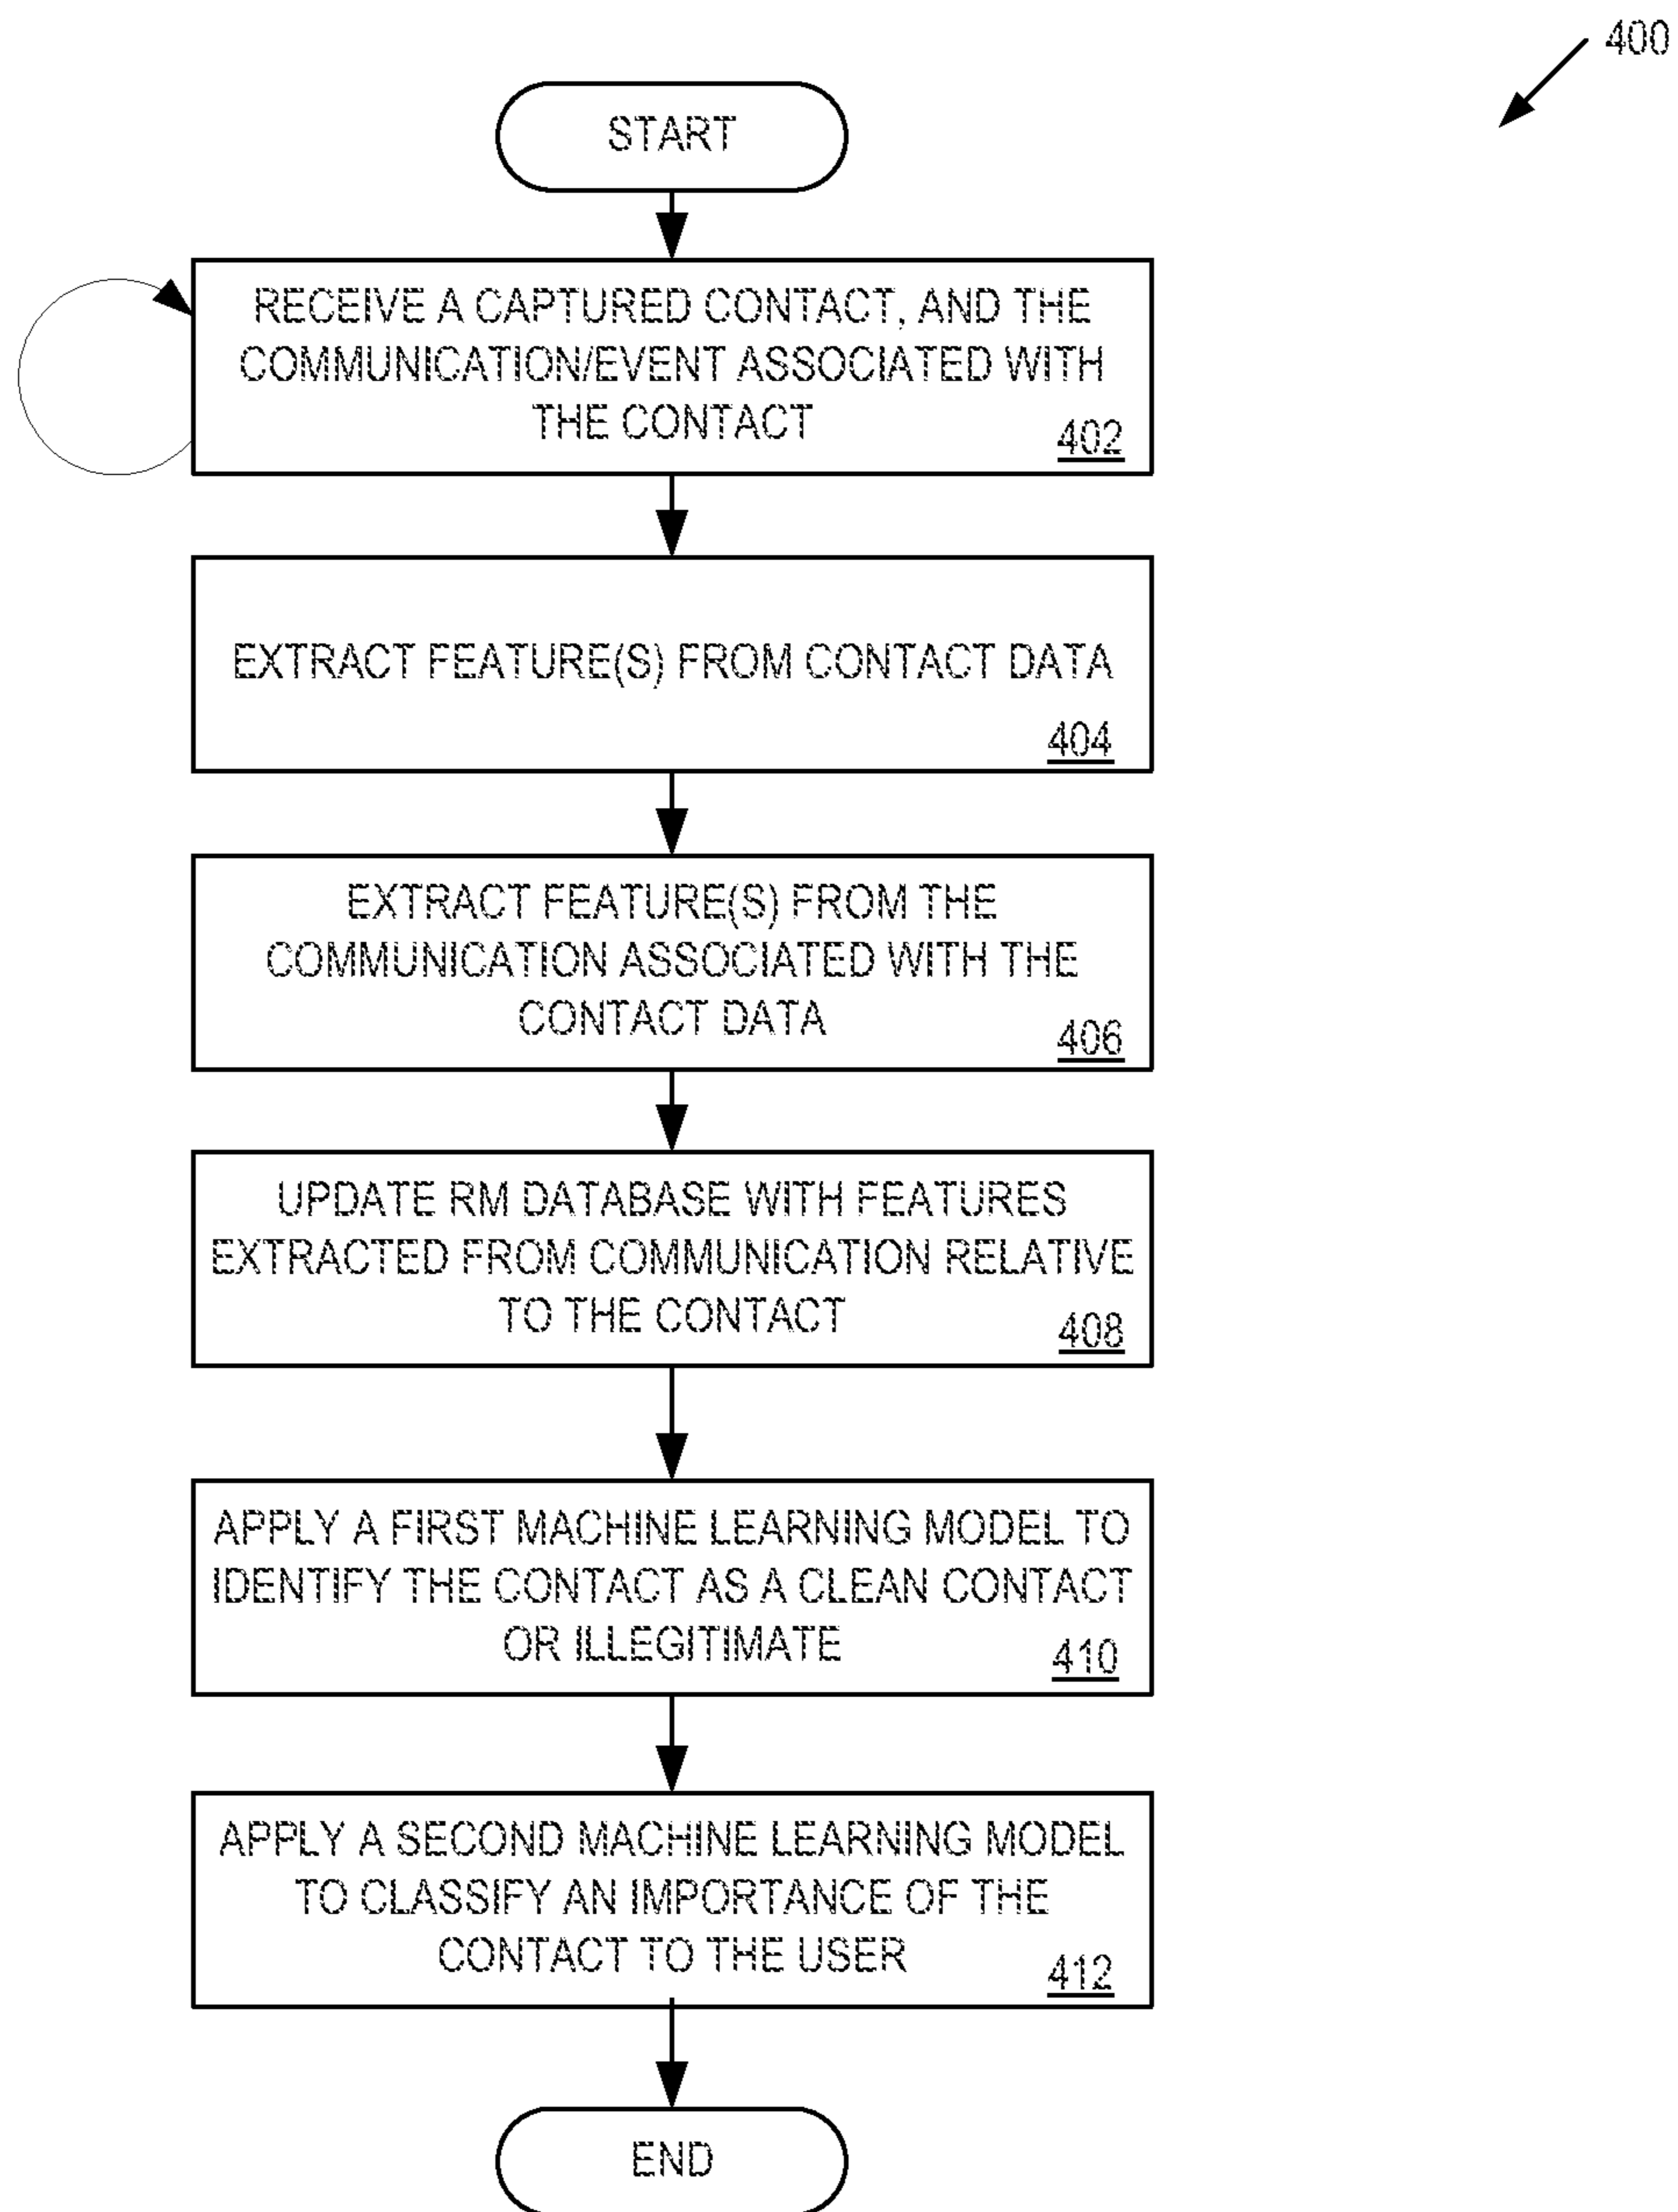 400
START
RECEIVE A CAPTURED CONTACT, AND THE
COMMUNICATION/EVENT ASSOCIATED WITH
THE CONTACT
402
EXTRACT FEATURE(S) FROM CONTACT DATA
404
EXTRACT FEATURE(S) FROM THE
COMMUNICATION ASSOCIATED WITH THE
CONTACT DATA
406
UPDATE RM DATABASE WITH FEATURES
EXTRACTED FROM COMMUNICATION RELATIVE
TO THE CONTACT
408
APPLY A FIRST MACHINE LEARNING MODEL TO
IDENTIFY THE CONTACT AS A CLEAN CONTACT
OR ILLEGITIMATE
410
APPLY A SECOND MACHINE LEARNING MODEL
TO CLASSIFY AN IMPORTANCE OF THE
CONTACT TO THE USER
412
END